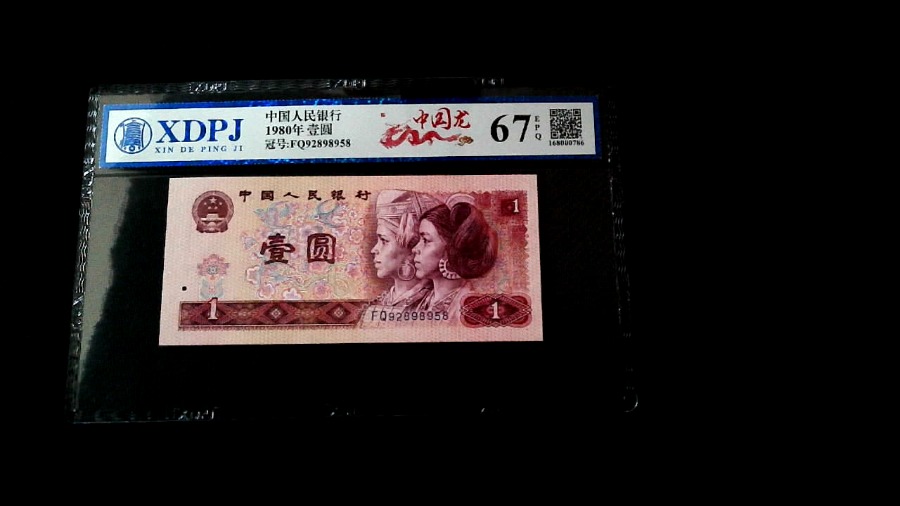 XDPJ
XIN DE PING JI
中国人民银行
1980年 壹圆
冠号:FQ92898958
中国龙
67
EPQ
168000786
中国人民银行
壹圆
1
1
1
FQ92898958